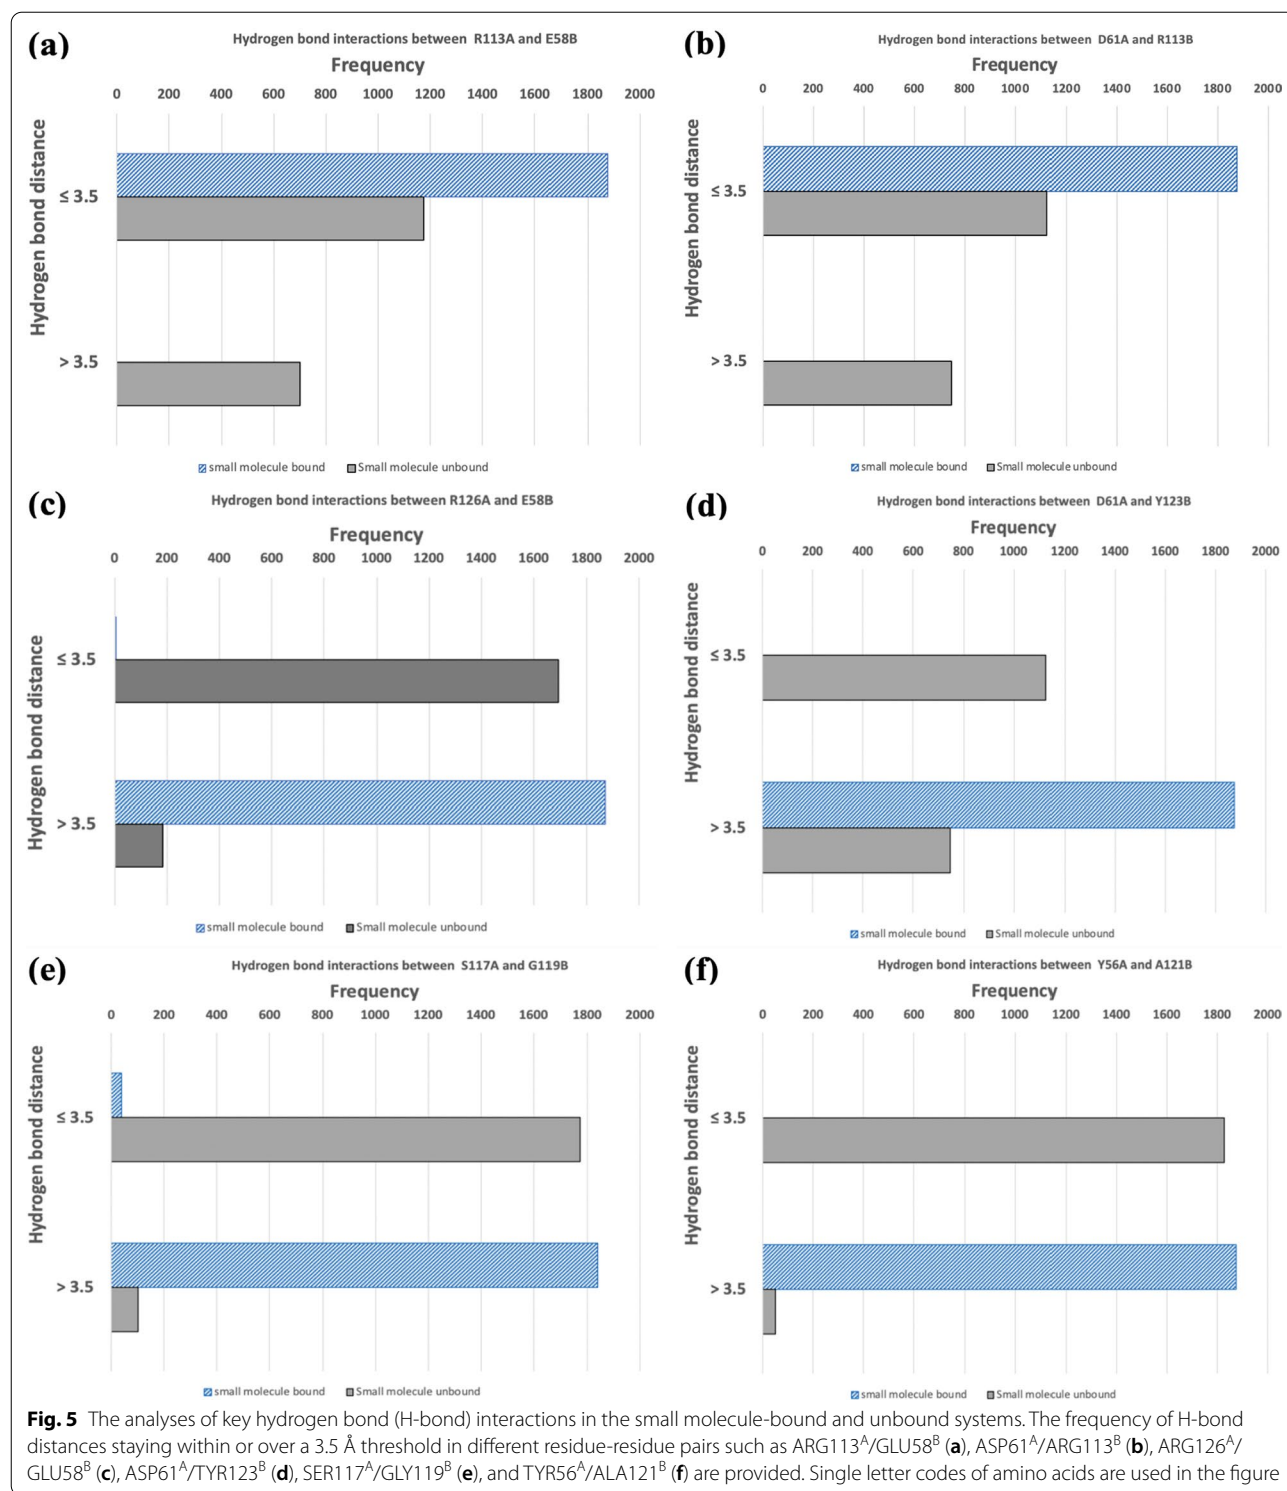 (a)
Hydrogen bond interactions between R113A and E58B
Frequency
0 200 400 600 800 1000 1200 1400 1600 1800 2000
Hydrogen bond distance
≤ 3.5
> 3.5
small molecule bound Small molecule unbound
(b)
Hydrogen bond interactions between D61A and R113B
Frequency
0 200 400 600 800 1000 1200 1400 1600 1800 2000
Hydrogen bond distance
≤ 3.5
> 3.5
small molecule bound Small molecule unbound
(c)
Hydrogen bond interactions between R126A and E58B
Frequency
0 200 400 600 800 1000 1200 1400 1600 1800 2000
Hydrogen bond distance
≤ 3.5
> 3.5
small molecule bound Small molecule unbound
(d)
Hydrogen bond interactions between D61A and Y123B
Frequency
0 200 400 600 800 1000 1200 1400 1600 1800 2000
Hydrogen bond distance
≤ 3.5
> 3.5
small molecule bound Small molecule unbound
(e)
Hydrogen bond interactions between S117A and G119B
Frequency
0 200 400 600 800 1000 1200 1400 1600 1800 2000
Hydrogen bond distance
≤ 3.5
> 3.5
small molecule bound Small molecule unbound
(f)
Hydrogen bond interactions between Y56A and A121B
Frequency
0 200 400 600 800 1000 1200 1400 1600 1800 2000
Hydrogen bond distance
≤ 3.5
> 3.5
small molecule bound Small molecule unbound
Fig. 5 The analyses of key hydrogen bond (H-bond) interactions in the small molecule-bound and unbound systems. The frequency of H-bond
distances staying within or over a 3.5 Å threshold in different residue-residue pairs such as ARG113ᴬ/GLU58ᴮ (a), ASP61ᴬ/ARG113ᴮ (b), ARG126ᴬ/
GLU58ᴮ (c), ASP61ᴬ/TYR123ᴮ (d), SER117ᴬ/GLY119ᴮ (e), and TYR56ᴬ/ALA121ᴮ (f) are provided. Single letter codes of amino acids are used in the figure